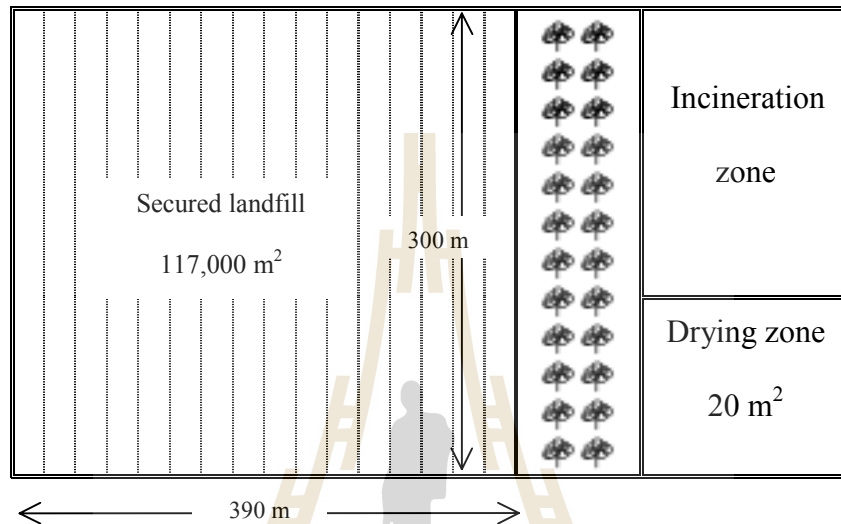 Incineration
zone
Secured landfill
117,000 m²
300 m
Drying zone
20 m²
390 m